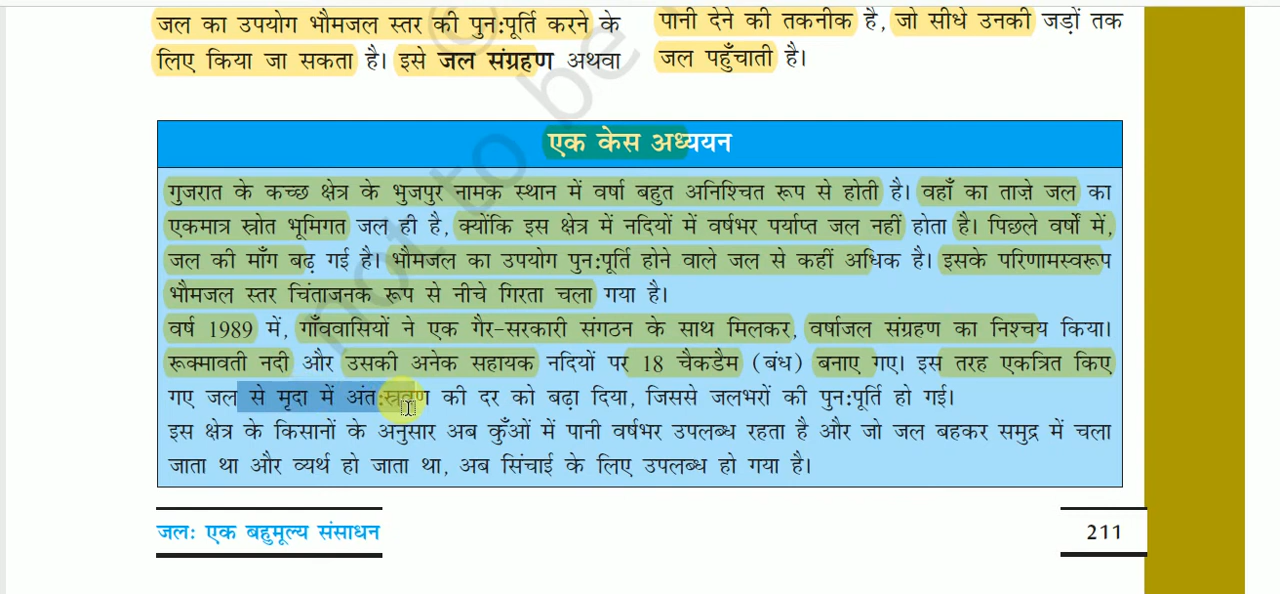 जल का उपयोग भौमजल स्तर की पुन:पूर्ति करने के
लिए किया जा सकता है। इसे जल संग्रहण अथवा
पानी देने की तकनीक है, जो सीधे उनकी जड़ों तक
जल पहुँचाती है।
एक केस अध्ययन
गुजरात के कच्छ क्षेत्र के भुजपुर नामक स्थान में वर्षा बहुत अनिश्चित रूप से होती है। वहाँ का ताज़े जल का
एकमात्र स्रोत भूमिगत जल ही है, क्योंकि इस क्षेत्र में नदियों में वर्षभर पर्याप्त जल नहीं होता है। पिछले वर्षों में,
जल की माँग बढ़ गई है। भौमजल का उपयोग पुन:पूर्ति होने वाले जल से कहीं अधिक है। इसके परिणामस्वरूप
भौमजल स्तर चिंताजनक रूप से नीचे गिरता चला गया है।
वर्ष 1989 में, गाँववासियों ने एक गैर-सरकारी संगठन के साथ मिलकर, वर्षाजल संग्रहण का निश्चय किया।
रूक्मावती नदी और उसकी अनेक सहायक नदियों पर 18 चैकडैम (बंध) बनाए गए। इस तरह एकत्रित किए
गए जल से मृदा में अंत:स्रवण की दर को बढ़ा दिया, जिससे जलभरों की पुन:पूर्ति हो गई।
इस क्षेत्र के किसानों के अनुसार अब कुँओं में पानी वर्षभर उपलब्ध रहता है और जो जल बहकर समुद्र में चला
जाता था और व्यर्थ हो जाता था, अब सिंचाई के लिए उपलब्ध हो गया है।
जल: एक बहुमूल्य संसाधन
211
not to be